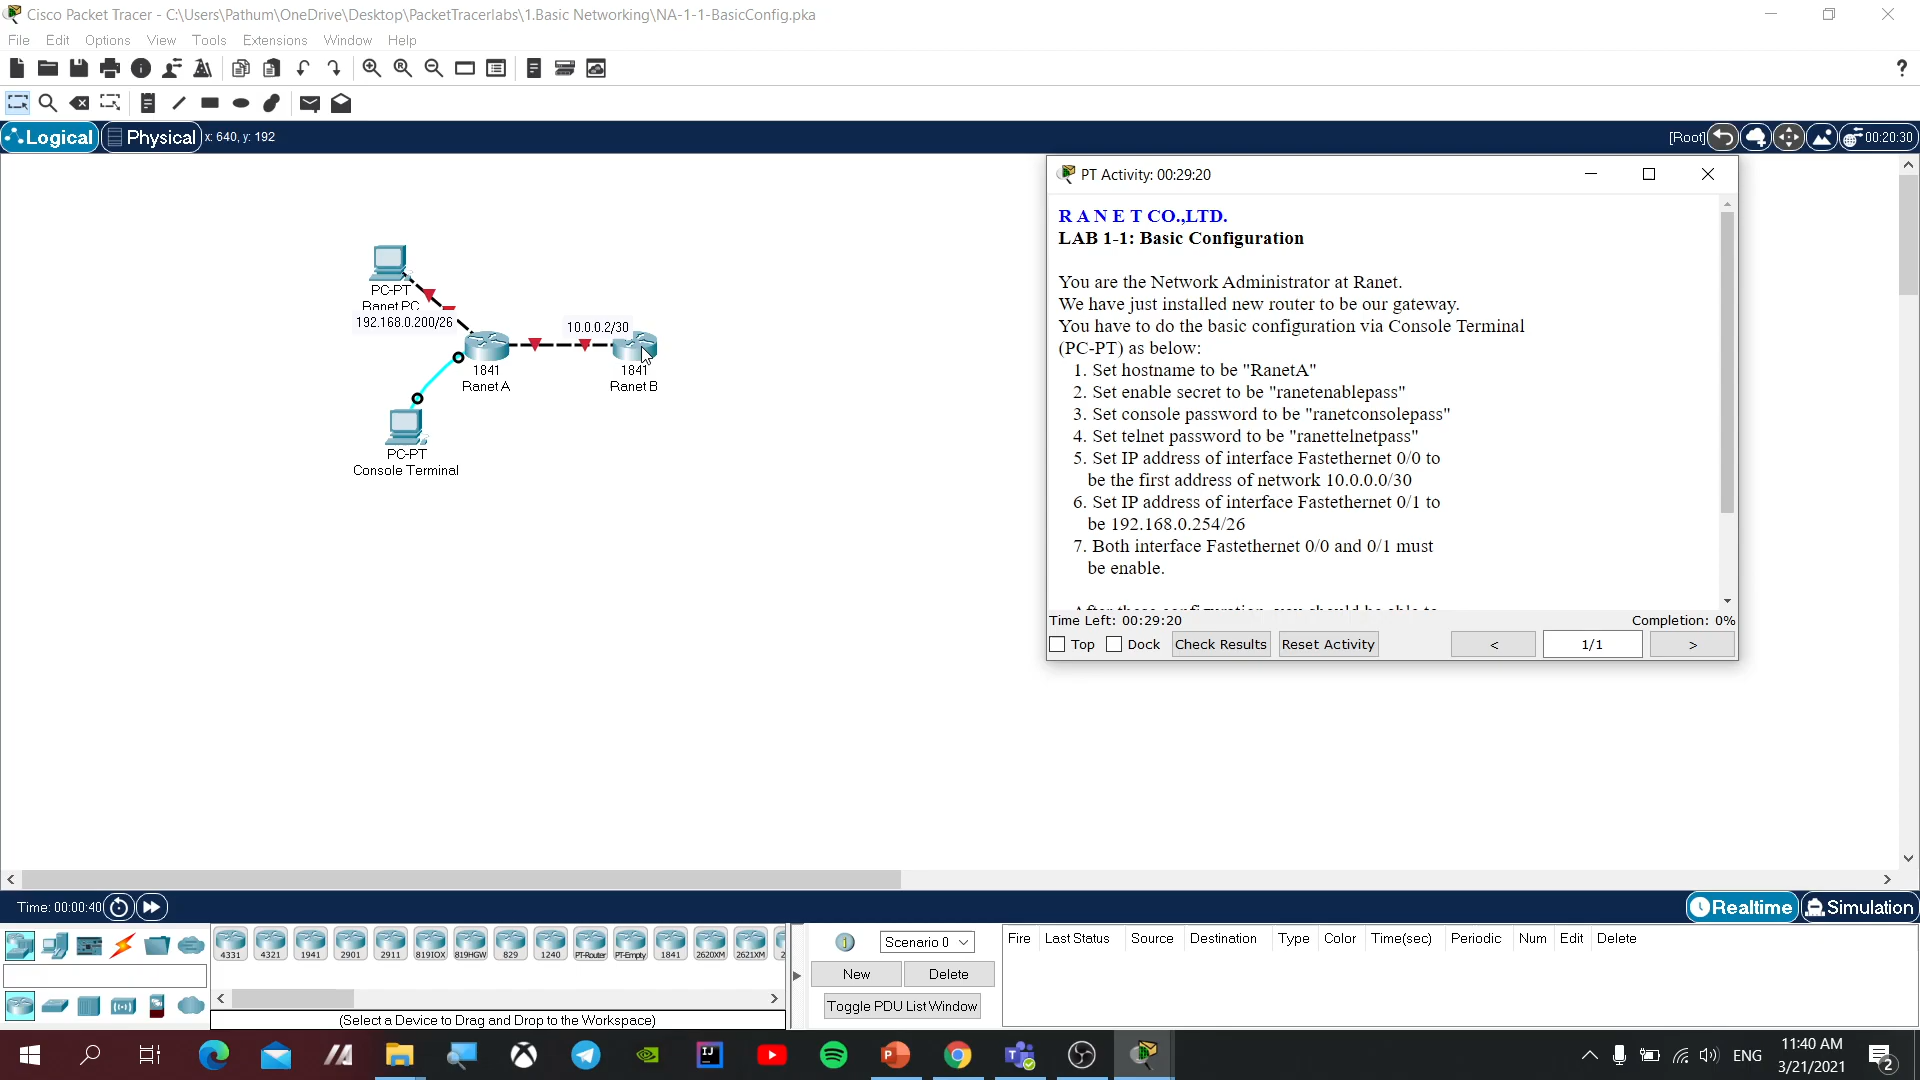 Cisco Packet Tracer - C:\Users\Pathum\OneDrive\Desktop\PacketTracerlabs\1.Basic Networking\NA-1-1-BasicConfig.pka
File Edit Options View Tools Extensions Window Help
Logical Physical x: 640, y: 192 [Root] 00:20:30
PT Activity: 00:29:20
R A N E T CO.,LTD.
LAB 1-1: Basic Configuration
You are the Network Administrator at Ranet.
We have just installed new router to be our gateway.
You have to do the basic configuration via Console Terminal
(PC-PT) as below:
1. Set hostname to be "RanetA"
2. Set enable secret to be "ranetenablepass"
3. Set console password to be "ranetconsolepass"
4. Set telnet password to be "ranettelnetpass"
5. Set IP address of interface Fastethernet 0/0 to
be the first address of network 10.0.0.0/30
6. Set IP address of interface Fastethernet 0/1 to
be 192.168.0.254/26
7. Both interface Fastethernet 0/0 and 0/1 must
be enable.
Time Left: 00:29:20 Completion: 0%
Top Dock Check Results Reset Activity < 1/1 >
PC-PT
Ranet PC
192.168.0.200/26
10.0.0.2/30
1841
Ranet A
1841
Ranet B
PC-PT
Console Terminal
Time: 00:00:40 Realtime Simulation
4331 4321 1941 2901 2911 819IOX 819HGW 829 1240 PT-Router PT-Empty 1841 2620XM 2621XM
(Select a Device to Drag and Drop to the Workspace)
Scenario 0
New Delete
Toggle PDU List Window
Fire Last Status Source Destination Type Color Time(sec) Periodic Num Edit Delete
ENG
11:40 AM
3/21/2021
2